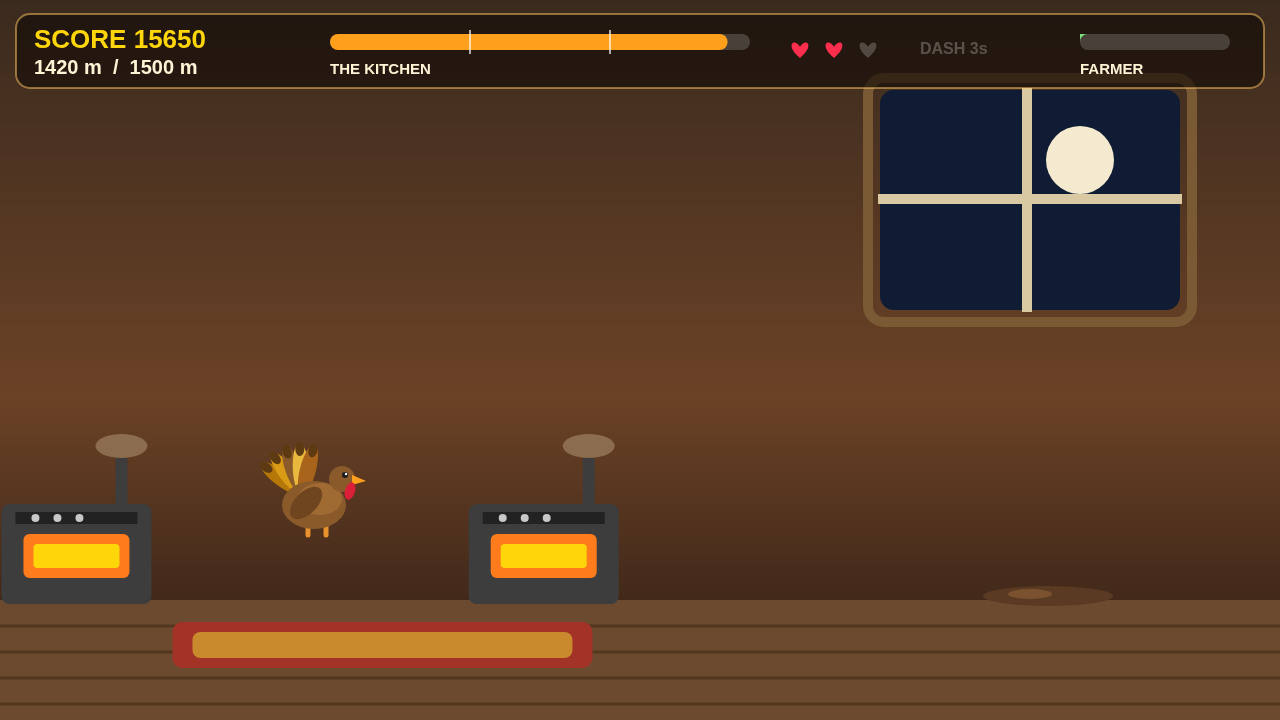 SCORE 15650
1420 m / 1500 m
THE KITCHEN
DASH 3s
FARMER